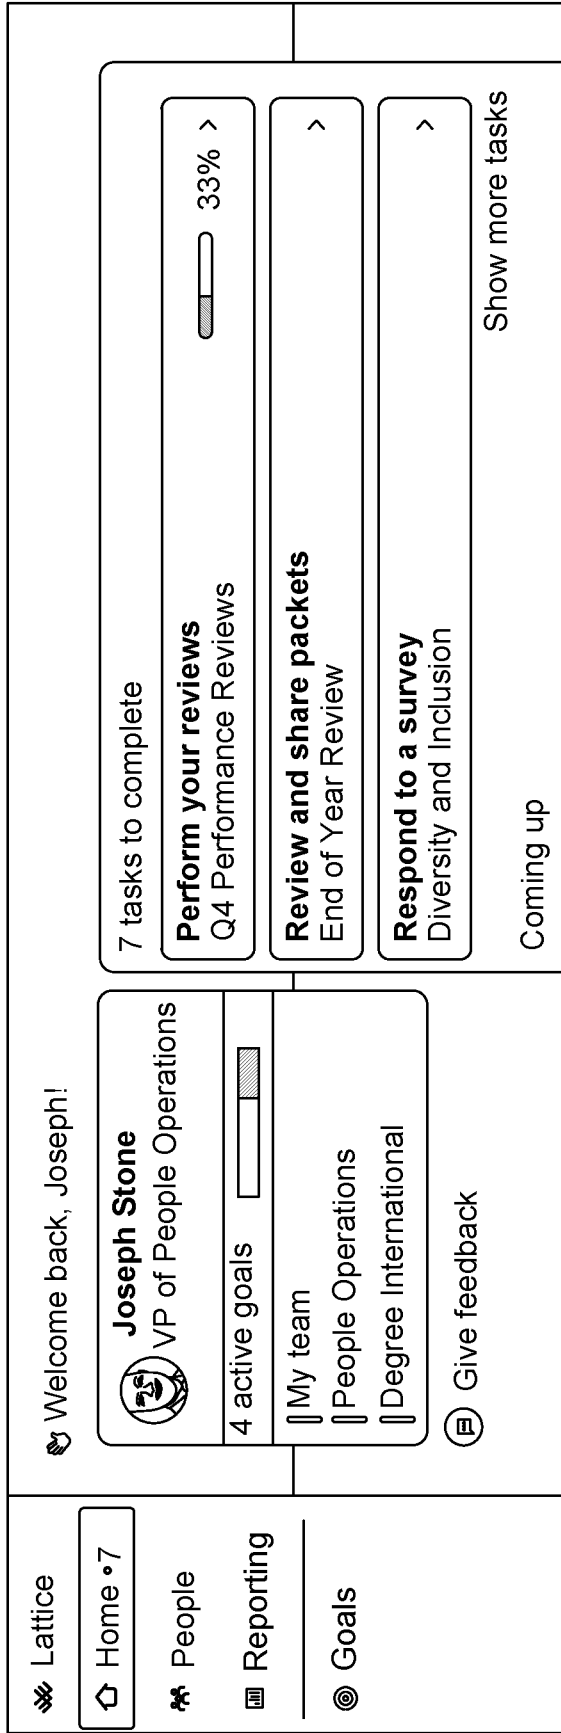 Lattice
Home •7
People
Reporting
Goals
Welcome back, Joseph!
Joseph Stone
VP of People Operations
4 active goals
My team
People Operations
Degree International
Give feedback
7 tasks to complete
Perform your reviews
Q4 Performance Reviews
33% >
Review and share packets
End of Year Review
>
Respond to a survey
Diversity and Inclusion
>
Show more tasks
Coming up